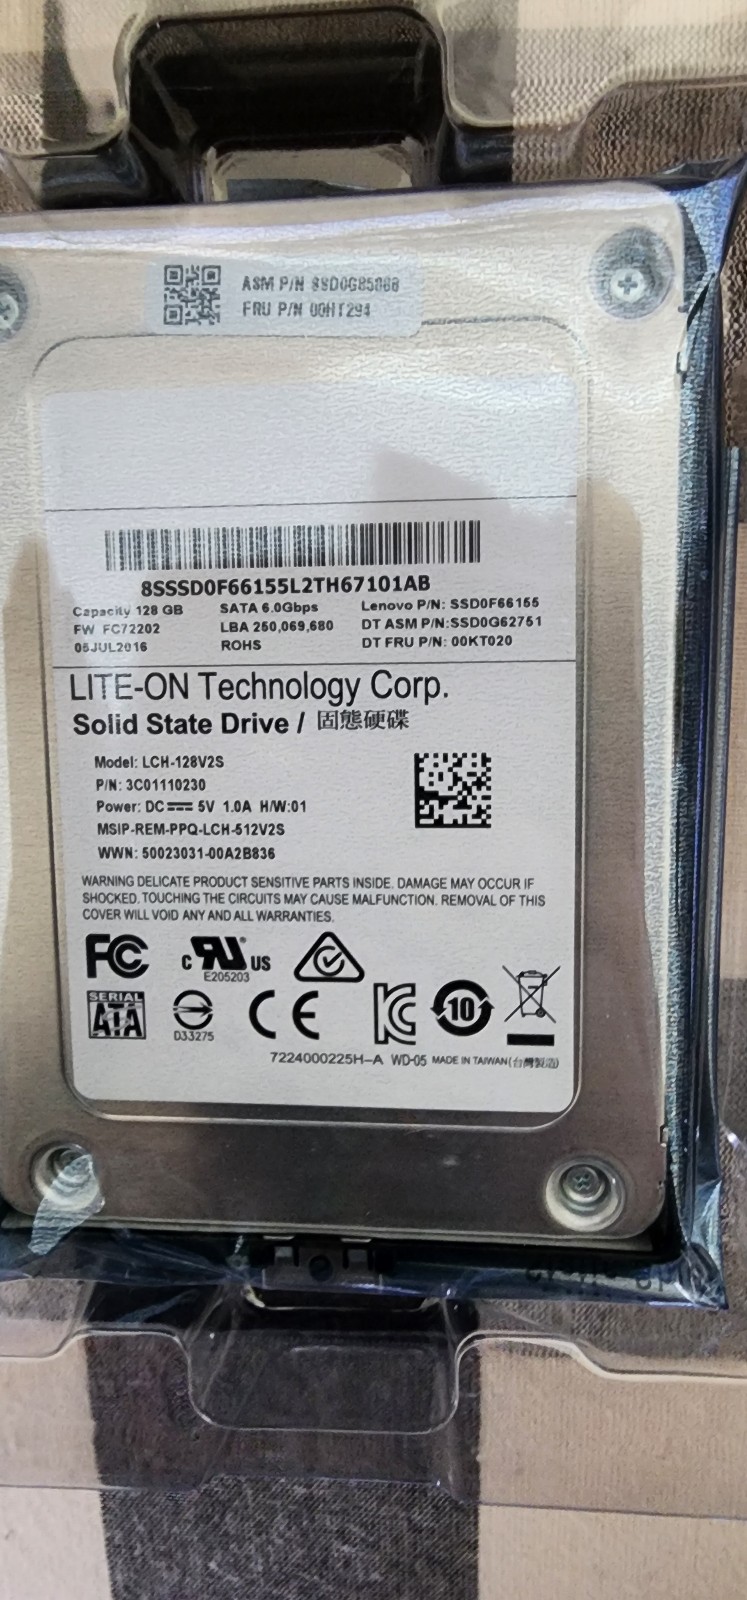 ASM P/N SSD0G85088
FRU P/N 00HT294
8SSSD0F66155L2TH67101AB
Capacity 128 GB SATA 6.0Gbps Lenovo P/N: SSD0F66155
FW FC72202 LBA 250,069,680 DT ASM P/N:SSD0G62751
05JUL2016 ROHS DT FRU P/N: 00KT020
LITE-ON Technology Corp.
Solid State Drive / 固態硬碟
Model: LCH-128V2S
P/N: 3C01110230
Power: DC 5V 1.0A H/W:01
MSIP-REM-PPQ-LCH-512V2S
WWN: 50023031-00A2B836
WARNING DELICATE PRODUCT SENSITIVE PARTS INSIDE. DAMAGE MAY OCCUR IF
SHOCKED. TOUCHING THE CIRCUITS MAY CAUSE MALFUNCTION. REMOVAL OF THIS
COVER WILL VOID ANY AND ALL WARRANTIES.
FC c RU US
E205203
SERIAL
ATA
D33275
CE
KC
10
7224000225H-A WD-05 MADE IN TAIWAN(台灣製造)